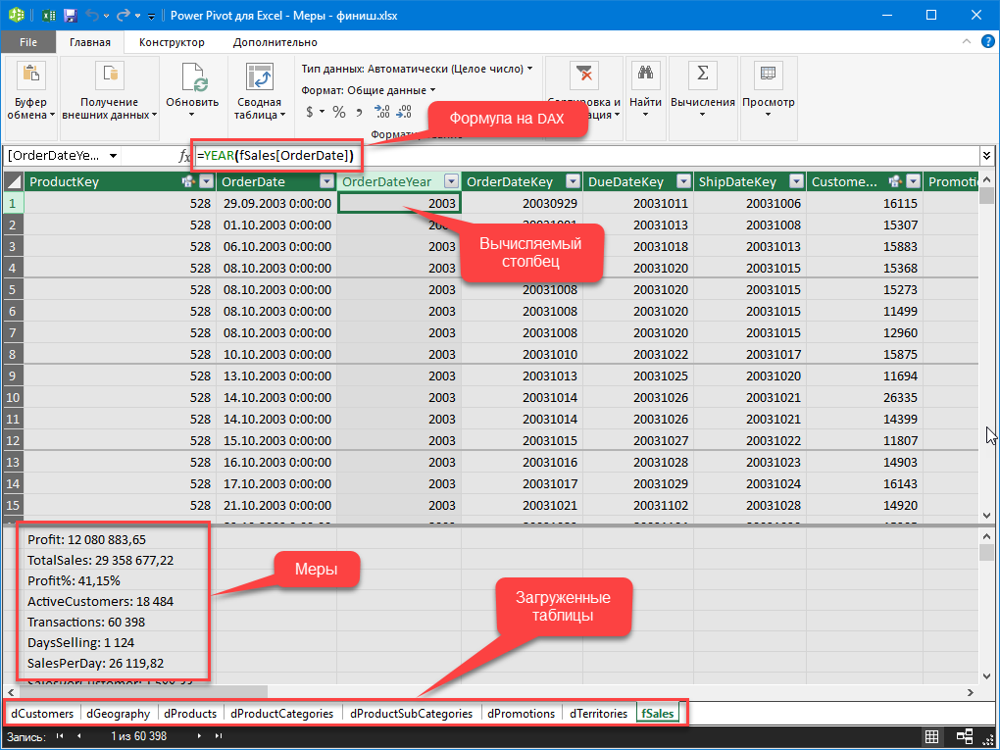 Power Pivot для Excel - Меры - финиш.xlsx
File Главная Конструктор Дополнительно
Буфер обмена
Получение внешних данных
Обновить
Сводная таблица
Тип данных: Автоматически (Целое число)
Формат: Общие данные
$ % ,
Сортировка и
Найти
Вычисления
Просмотр
Формула на DAX
[OrderDateYe... fx =YEAR(fSales[OrderDate])
ProductKey OrderDate OrderDateYear OrderDateKey DueDateKey ShipDateKey Custome...
1 528 29.09.2003 0:00:00 2003 20030929 20031011 20031006 16115
2 528 01.10.2003 0:00:00 20031013 20031008 15307
3 528 06.10.2003 0:00:00 20031018 20031013 15883
4 528 08.10.2003 0:00:00 20031020 20031015 15368
Вычисляемый
столбец
5 528 08.10.2003 0:00:00 2003 20031008 20031020 20031015 15273
6 528 08.10.2003 0:00:00 2003 20031008 20031020 20031015 11499
7 528 08.10.2003 0:00:00 2003 20031008 20031020 20031015 12960
8 528 10.10.2003 0:00:00 2003 20031010 20031022 20031017 15875
9 528 13.10.2003 0:00:00 2003 20031013 20031025 20031020 11694
10 528 14.10.2003 0:00:00 2003 20031014 20031026 20031021 26335
11 528 14.10.2003 0:00:00 2003 20031014 20031026 20031021 14399
12 528 15.10.2003 0:00:00 2003 20031015 20031027 20031022 11807
13 528 16.10.2003 0:00:00 2003 20031016 20031028 20031023 14903
14 528 17.10.2003 0:00:00 2003 20031017 20031029 20031024 16143
15 528 21.10.2003 0:00:00 2003 20031021 20031102 20031028 14920
Profit: 12 080 883,65
TotalSales: 29 358 677,22
Profit%: 41,15%
ActiveCustomers: 18 484
Transactions: 60 398
DaysSelling: 1 124
SalesPerDay: 26 119,82
Меры
Загруженные
таблицы
dCustomers dGeography dProducts dProductCategories dProductSubCategories dPromotions dTerritories fSales
Запись: 1 из 60 398